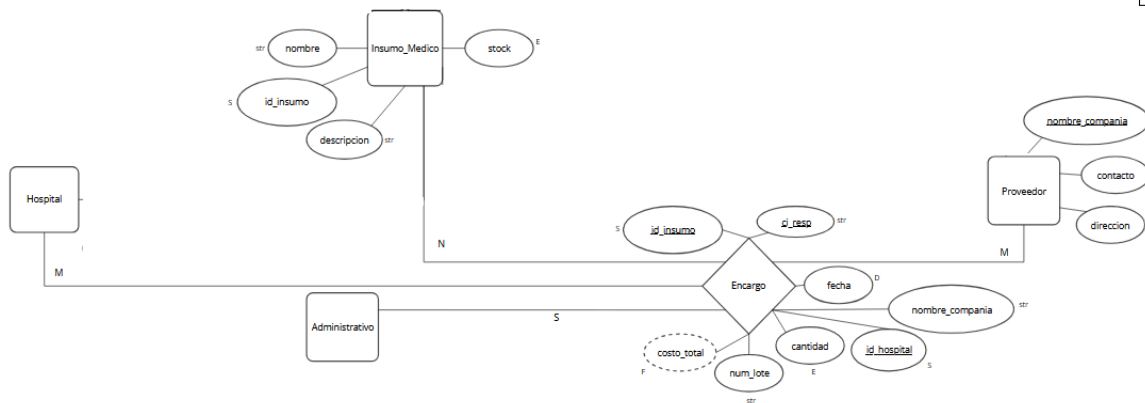 str
nombre
Insumo_Medico
stock
E
S
id_insumo
descripcion
str
nombre_compania
Hospital
Proveedor
contacto
direccion
S
id_insumo
ci_resp
str
N
M
M
Encargo
fecha
D
nombre_compania
str
Administrativo
S
costo_total
F
cantidad
E
id_hospital
S
num_lote
str